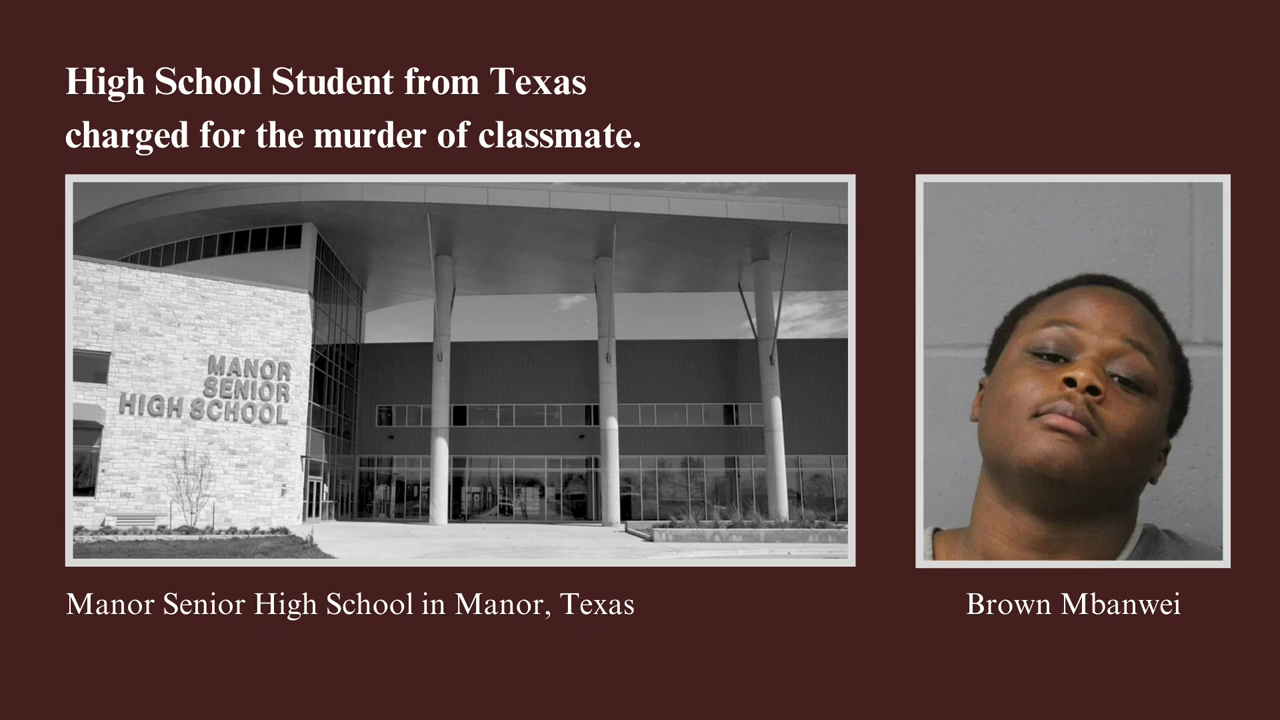 High School Student from Texas
charged for the murder of classmate.
MANOR
SENIOR
HIGH SCHOOL
Manor Senior High School in Manor, Texas
Brown Mbanwei